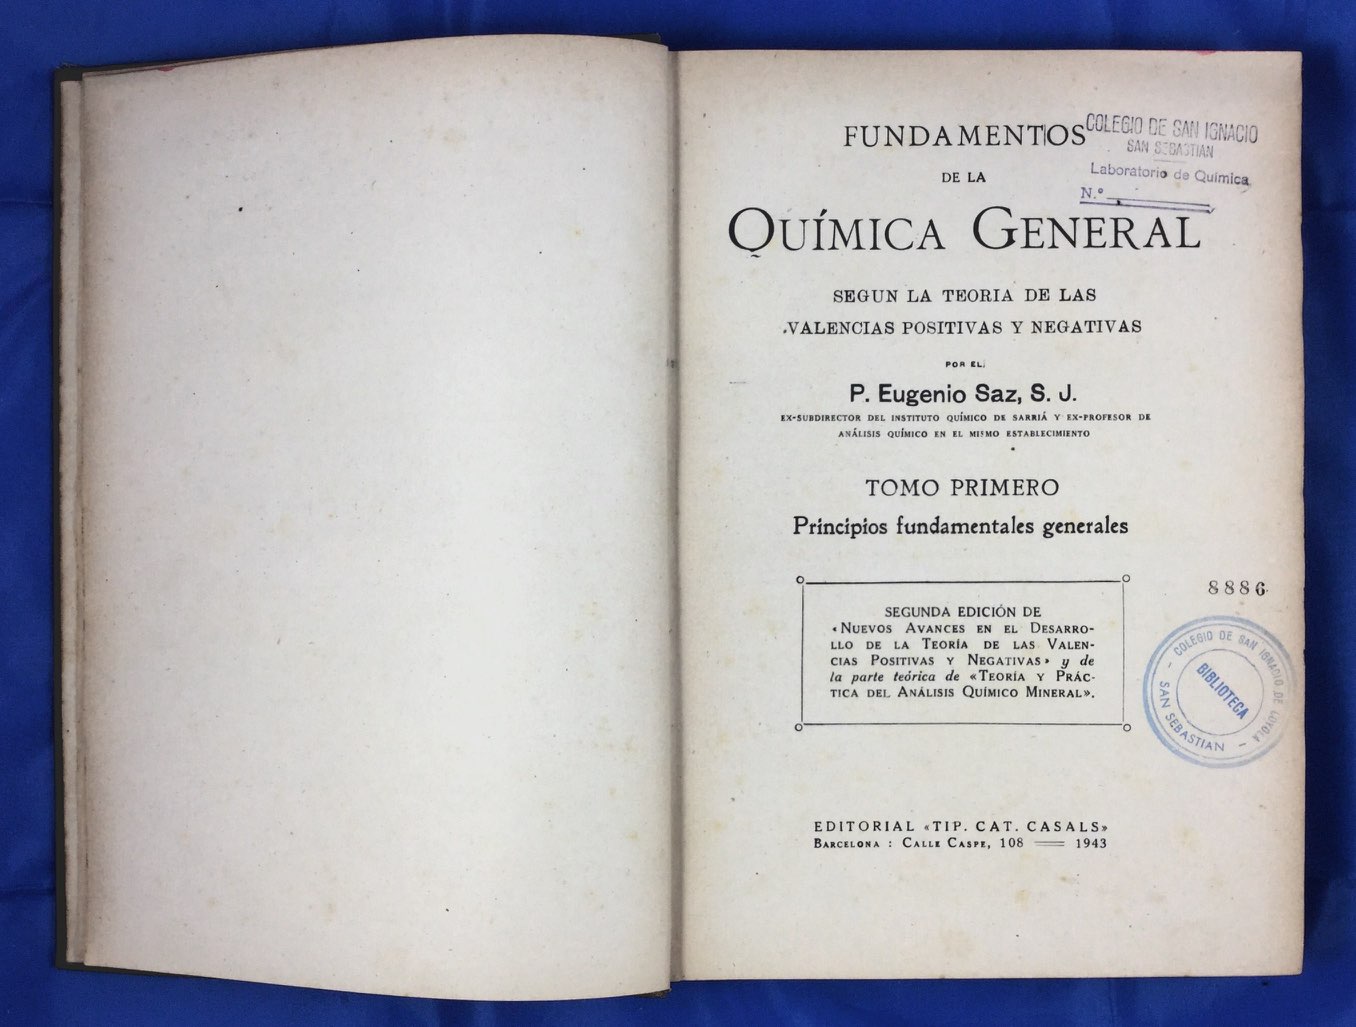 FUNDAMENTOS
DE LA
QUÍMICA GENERAL
SEGUN LA TEORIA DE LAS
VALENCIAS POSITIVAS Y NEGATIVAS
POR EL
P. Eugenio Saz, S. J.
EX-SUBDIRECTOR DEL INSTITUTO QUÍMICO DE SARRIÁ Y EX-PROFESOR DE
ANÁLISIS QUÍMICO EN EL MISMO ESTABLECIMIENTO
TOMO PRIMERO
Principios fundamentales generales
SEGUNDA EDICIÓN DE
«NUEVOS AVANCES EN EL DESARRO-
LLO DE LA TEORÍA DE LAS VALEN-
CIAS POSITIVAS Y NEGATIVAS» y de
la parte teórica de «TEORÍA Y PRÁC-
TICA DEL ANÁLISIS QUÍMICO MINERAL».
EDITORIAL «TIP. CAT. CASALS»
BARCELONA : CALLE CASPE, 108 — 1943
COLEGIO DE SAN IGNACIO
SAN SEBASTIAN
Laboratorio de Química
N.º
8886
COLEGIO DE SAN IGNACIO DE LOYOLA
BIBLIOTECA
SAN SEBASTIAN